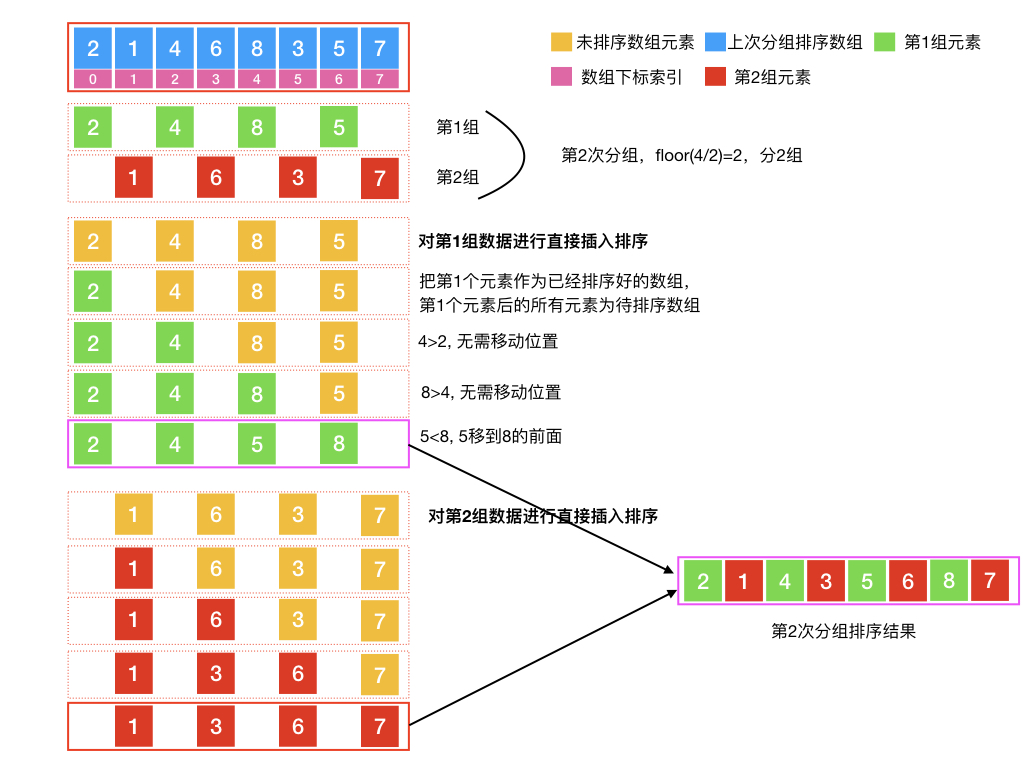 2 1 4 6 8 3 5 7
0 1 2 3 4 5 6 7
未排序数组元素 上次分组排序数组 第1组元素
数组下标索引 第2组元素
2 4 8 5
第1组
1 6 3 7
第2组
第2次分组，floor(4/2)=2，分2组
2 4 8 5
对第1组数据进行直接插入排序
2 4 8 5
把第1个元素作为已经排序好的数组,
第1个元素后的所有元素为待排序数组
2 4 8 5
4>2, 无需移动位置
2 4 8 5
8>4, 无需移动位置
2 4 5 8
5<8, 5移到8的前面
1 6 3 7
对第2组数据进行直接插入排序
1 6 3 7
1 6 3 7
1 3 6 7
1 3 6 7
2 1 4 3 5 6 8 7
第2次分组排序结果